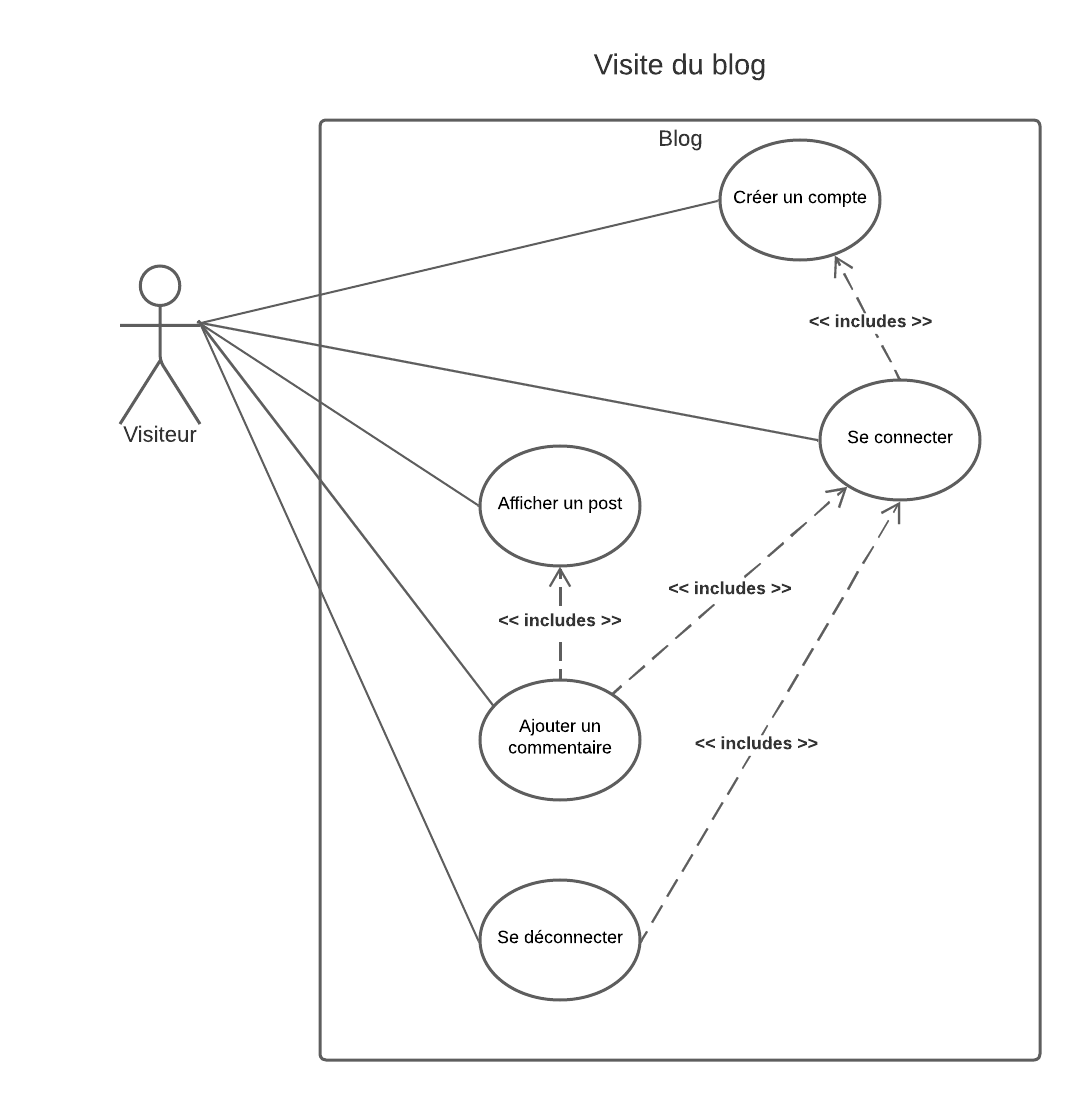 Visite du blog
Blog
Créer un compte
<< includes >>
Visiteur
Se connecter
Afficher un post
<< includes >>
<< includes >>
Ajouter un
commentaire
<< includes >>
Se déconnecter